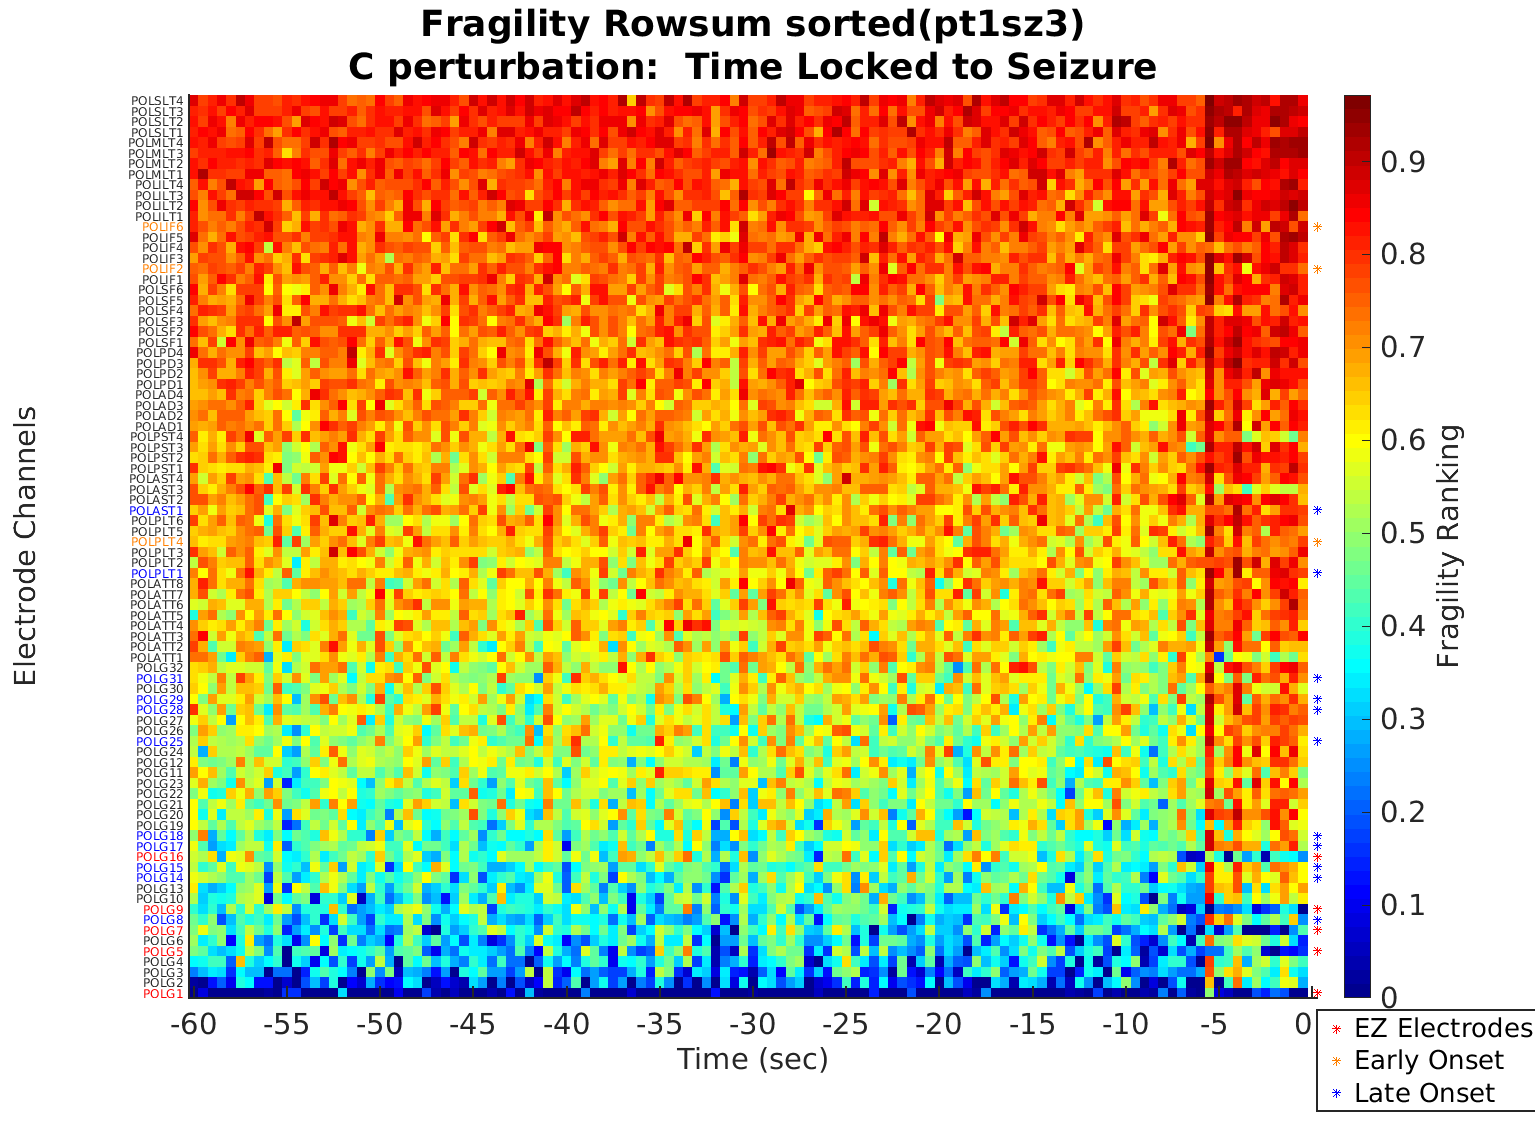 Fragility Rowsum sorted(pt1sz3)
C perturbation:  Time Locked to Seizure
Electrode Channels
POLSLT4
POLSLT3
POLSLT2
POLSLT1
POLMLT4
POLMLT3
POLMLT2
POLMLT1
POLILT4
POLILT3
POLILT2
POLILT1
POLIF6
POLIF5
POLIF4
POLIF3
POLIF2
POLIF1
POLSF6
POLSF5
POLSF4
POLSF3
POLSF2
POLSF1
POLPD4
POLPD3
POLPD2
POLPD1
POLAD4
POLAD3
POLAD2
POLAD1
POLPST4
POLPST3
POLPST2
POLPST1
POLAST4
POLAST3
POLAST2
POLAST1
POLPLT6
POLPLT5
POLPLT4
POLPLT3
POLPLT2
POLPLT1
POLATT8
POLATT7
POLATT6
POLATT5
POLATT4
POLATT3
POLATT2
POLATT1
POLG32
POLG31
POLG30
POLG29
POLG28
POLG27
POLG26
POLG25
POLG24
POLG12
POLG11
POLG23
POLG22
POLG21
POLG20
POLG19
POLG18
POLG17
POLG16
POLG15
POLG14
POLG13
POLG10
POLG9
POLG8
POLG7
POLG6
POLG5
POLG4
POLG3
POLG2
POLG1
-60 -55 -50 -45 -40 -35 -30 -25 -20 -15 -10 -5 0
Time (sec)
0.9
0.8
0.7
0.6
0.5
0.4
0.3
0.2
0.1
0
Fragility Ranking
EZ Electrodes
Early Onset
Late Onset